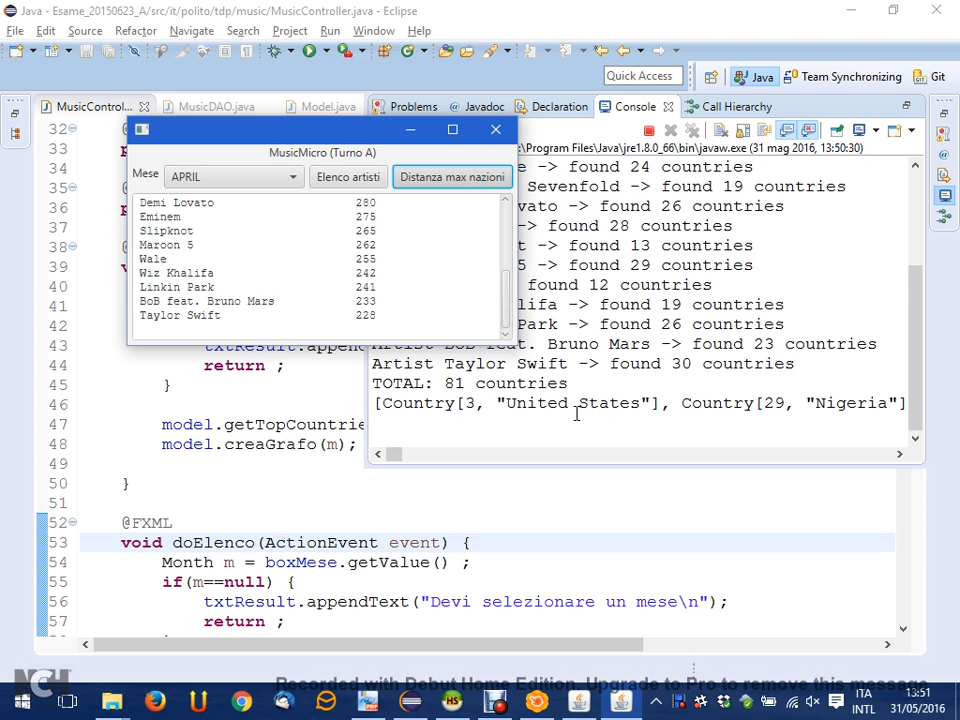 Java - Esame_20150623_A/src/it/polito/tdp/music/MusicController.java - Eclipse
File Edit Source Refactor Navigate Search Project Run Window Help
Quick Access Java Team Synchronizing Git
MusicControl... MusicDAO.java Model.java Problems Javadoc Declaration Console Call Hierarchy
:\Program Files\Java\jre1.8.0_66\bin\javaw.exe (31 mag 2016, 13:50:30)
MusicMicro (Turno A)
Mese APRIL Elenco artisti Distanza max nazioni
Demi Lovato 280
Eminem 275
Slipknot 265
Maroon 5 262
Wale 255
Wiz Khalifa 242
Linkin Park 241
BoB feat. Bruno Mars 233
Taylor Swift 228
e -> found 24 countries
Sevenfold -> found 19 countries
vato -> found 26 countries
-> found 28 countries
t -> found 13 countries
5 -> found 29 countries
found 12 countries
lifa -> found 19 countries
Park -> found 26 countries
Artist BoB feat. Bruno Mars -> found 23 countries
Artist Taylor Swift -> found 30 countries
TOTAL: 81 countries
[Country[3, "United States"], Country[29, "Nigeria"]
32
33
34
35
36
37
38
39
40
41
42
43 txtResult.append
44 return ;
45 }
46
47 model.getTopCountrie
48 model.creaGrafo(m);
49
50 }
51
52 @FXML
53 void doElenco(ActionEvent event) {
54 Month m = boxMese.getValue() ;
55 if(m==null) {
56 txtResult.appendText("Devi selezionare un mese\n");
57 return ;
NCH
Recorded with Debut Home Edition. Upgrade to Pro to remove this message
ITA
INTL
13:51
31/05/2016